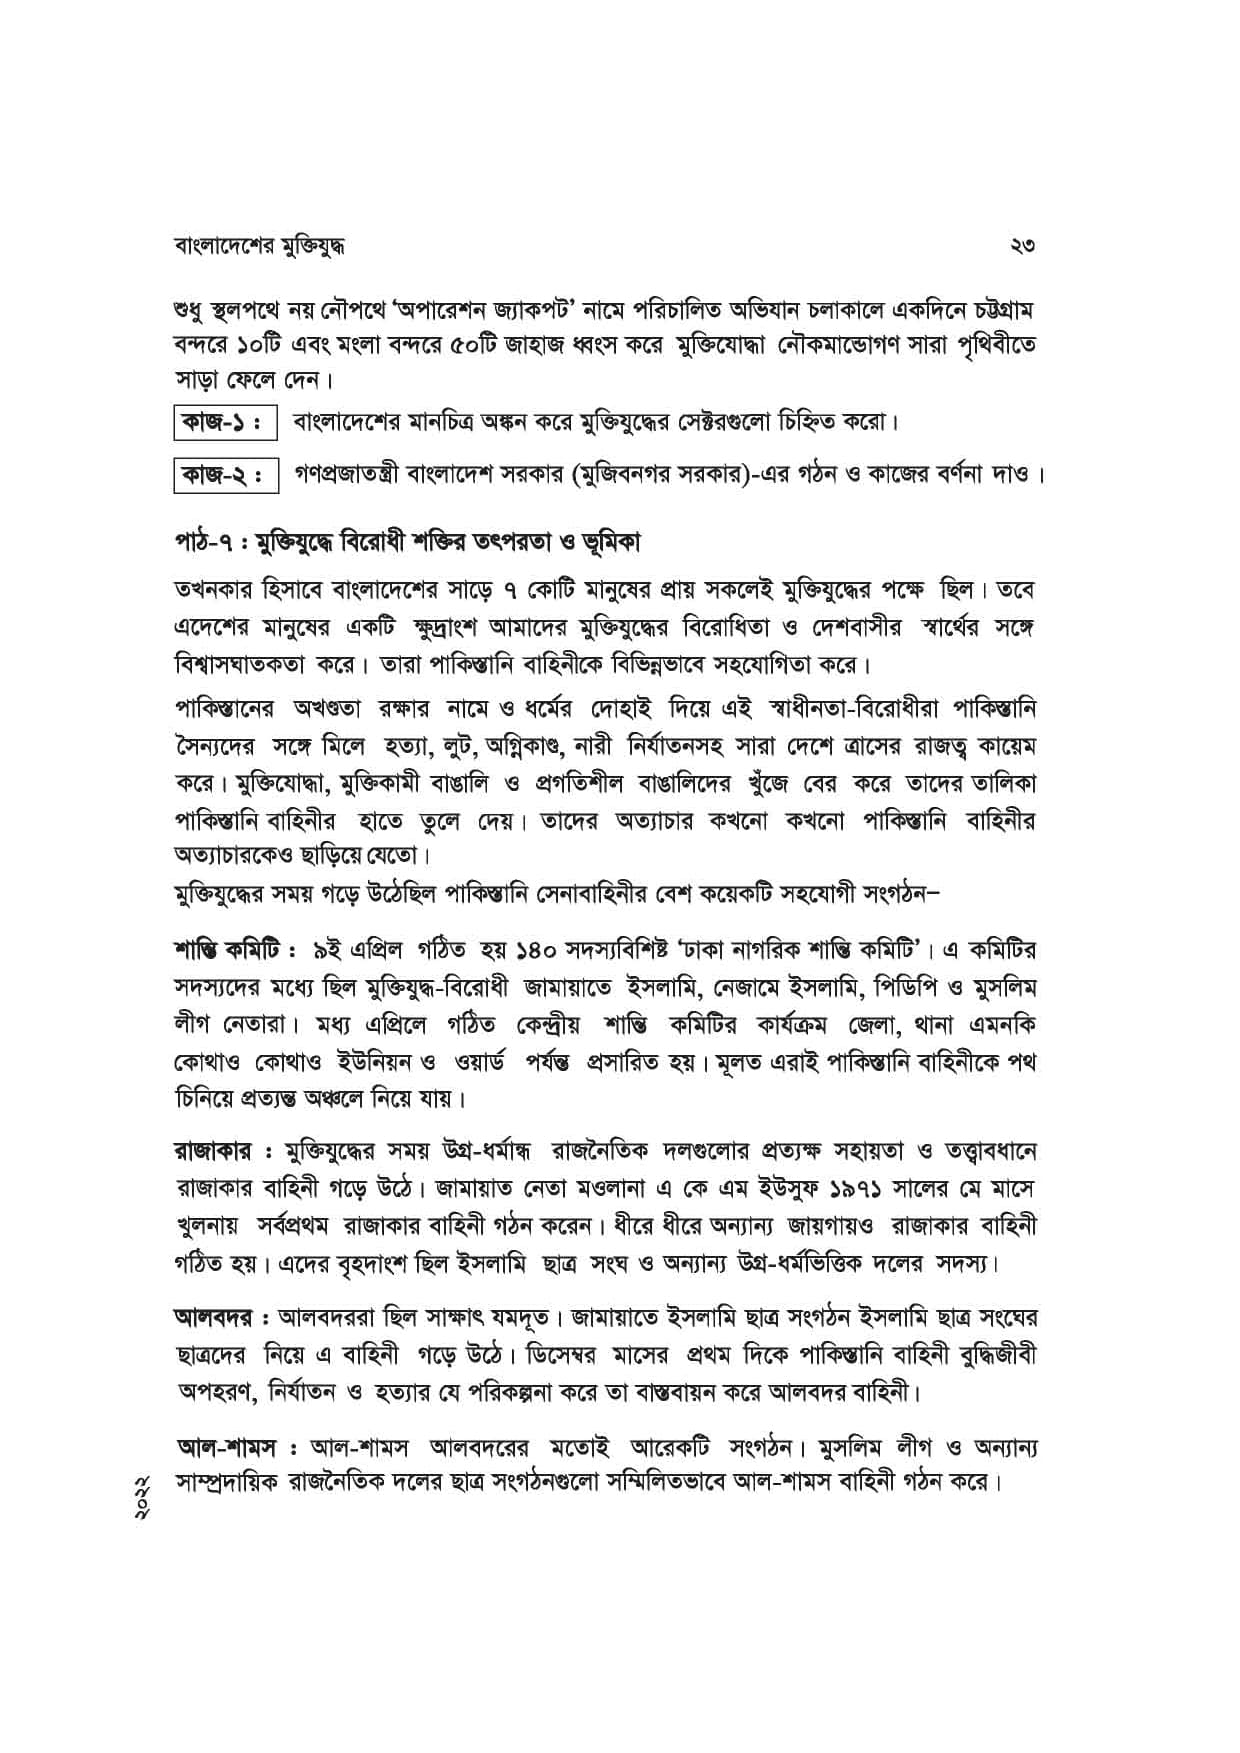 বাংলাদেশের মুক্তিযুদ্ধ ২৩
শুধু স্থলপথে নয় নৌপথে ‘অপারেশন জ্যাকপট’ নামে পরিচালিত অভিযান চলাকালে একদিনে চট্টগ্রাম
বন্দরে ১০টি এবং মংলা বন্দরে ৫০টি জাহাজ ধ্বংস করে মুক্তিযোদ্ধা নৌকমান্ডোগণ সারা পৃথিবীতে
সাড়া ফেলে দেন।
কাজ-১ : বাংলাদেশের মানচিত্র অঙ্কন করে মুক্তিযুদ্ধের সেক্টরগুলো চিহ্নিত করো।
কাজ-২ : গণপ্রজাতন্ত্রী বাংলাদেশ সরকার (মুজিবনগর সরকার)-এর গঠন ও কাজের বর্ণনা দাও।
পাঠ-৭ : মুক্তিযুদ্ধে বিরোধী শক্তির তৎপরতা ও ভূমিকা
তখনকার হিসাবে বাংলাদেশের সাড়ে ৭ কোটি মানুষের প্রায় সকলেই মুক্তিযুদ্ধের পক্ষে ছিল। তবে
এদেশের মানুষের একটি ক্ষুদ্রাংশ আমাদের মুক্তিযুদ্ধের বিরোধিতা ও দেশবাসীর স্বার্থের সঙ্গে
বিশ্বাসঘাতকতা করে। তারা পাকিস্তানি বাহিনীকে বিভিন্নভাবে সহযোগিতা করে।
পাকিস্তানের অখণ্ডতা রক্ষার নামে ও ধর্মের দোহাই দিয়ে এই স্বাধীনতা-বিরোধীরা পাকিস্তানি
সৈন্যদের সঙ্গে মিলে হত্যা, লুট, অগ্নিকাণ্ড, নারী নির্যাতনসহ সারা দেশে ত্রাসের রাজত্ব কায়েম
করে। মুক্তিযোদ্ধা, মুক্তিকামী বাঙালি ও প্রগতিশীল বাঙালিদের খুঁজে বের করে তাদের তালিকা
পাকিস্তানি বাহিনীর হাতে তুলে দেয়। তাদের অত্যাচার কখনো কখনো পাকিস্তানি বাহিনীর
অত্যাচারকেও ছাড়িয়ে যেতো।
মুক্তিযুদ্ধের সময় গড়ে উঠেছিল পাকিস্তানি সেনাবাহিনীর বেশ কয়েকটি সহযোগী সংগঠন–
শান্তি কমিটি : ৯ই এপ্রিল গঠিত হয় ১৪০ সদস্যবিশিষ্ট ‘ঢাকা নাগরিক শান্তি কমিটি’। এ কমিটির
সদস্যদের মধ্যে ছিল মুক্তিযুদ্ধ-বিরোধী জামায়াতে ইসলামি, নেজামে ইসলামি, পিডিপি ও মুসলিম
লীগ নেতারা। মধ্য এপ্রিলে গঠিত কেন্দ্রীয় শান্তি কমিটির কার্যক্রম জেলা, থানা এমনকি
কোথাও কোথাও ইউনিয়ন ও ওয়ার্ড পর্যন্ত প্রসারিত হয়। মূলত এরাই পাকিস্তানি বাহিনীকে পথ
চিনিয়ে প্রত্যন্ত অঞ্চলে নিয়ে যায়।
রাজাকার : মুক্তিযুদ্ধের সময় উগ্র-ধর্মান্ধ রাজনৈতিক দলগুলোর প্রত্যক্ষ সহায়তা ও তত্ত্বাবধানে
রাজাকার বাহিনী গড়ে উঠে। জামায়াত নেতা মওলানা এ কে এম ইউসুফ ১৯৭১ সালের মে মাসে
খুলনায় সর্বপ্রথম রাজাকার বাহিনী গঠন করেন। ধীরে ধীরে অন্যান্য জায়গায়ও রাজাকার বাহিনী
গঠিত হয়। এদের বৃহদাংশ ছিল ইসলামি ছাত্র সংঘ ও অন্যান্য উগ্র-ধর্মভিত্তিক দলের সদস্য।
আলবদর : আলবদররা ছিল সাক্ষাৎ যমদূত। জামায়াতে ইসলামি ছাত্র সংগঠন ইসলামি ছাত্র সংঘের
ছাত্রদের নিয়ে এ বাহিনী গড়ে উঠে। ডিসেম্বর মাসের প্রথম দিকে পাকিস্তানি বাহিনী বুদ্ধিজীবী
অপহরণ, নির্যাতন ও হত্যার যে পরিকল্পনা করে তা বাস্তবায়ন করে আলবদর বাহিনী।
আল-শামস : আল-শামস আলবদরের মতোই আরেকটি সংগঠন। মুসলিম লীগ ও অন্যান্য
সাম্প্রদায়িক রাজনৈতিক দলের ছাত্র সংগঠনগুলো সম্মিলিতভাবে আল-শামস বাহিনী গঠন করে।
২০২২